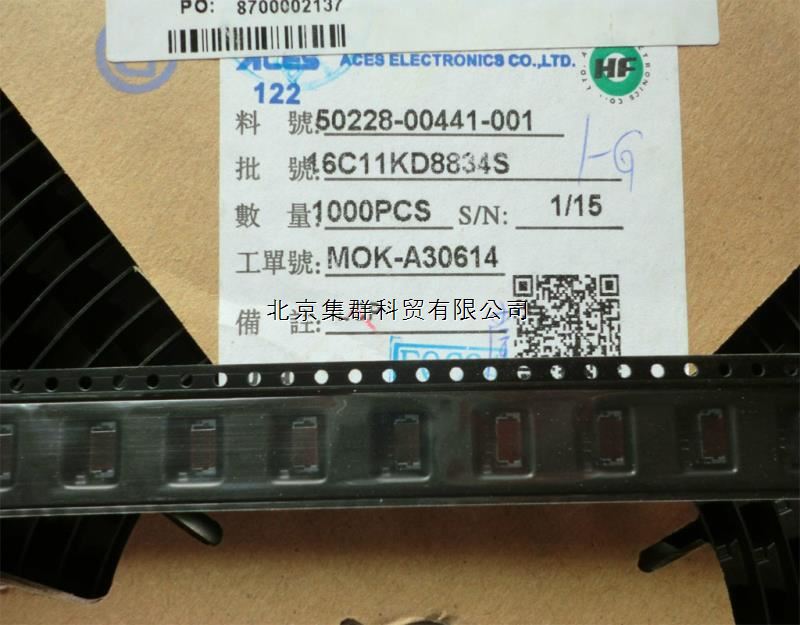 PO: 8700002137
ACES ACES ELECTRONICS CO.,LTD.
HF
122
料 號: 50228-00441-001
批 號: 16C11KD8834S
1-G
數 量: 1000PCS S/N: 1/15
工單號: MOK-A30614
北京集群科贸有限公司
備 註: